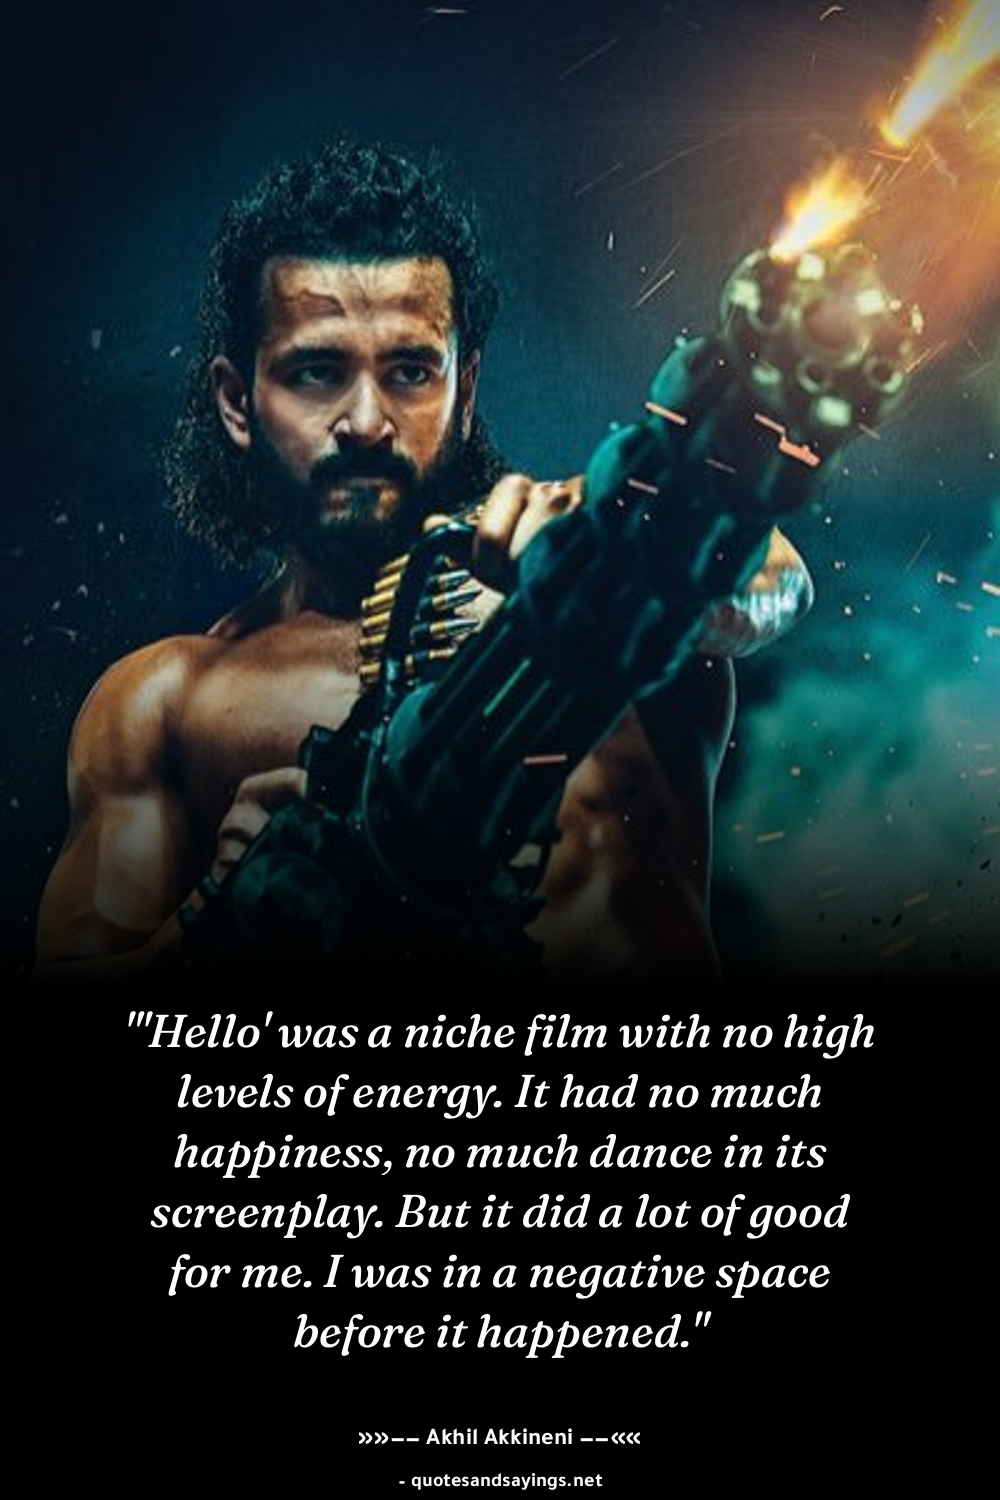 "'Hello' was a niche film with no high
levels of energy. It had no much
happiness, no much dance in its
screenplay. But it did a lot of good
for me. I was in a negative space
before it happened."
»»−− Akhil Akkineni −−««
- quotesandsayings.net